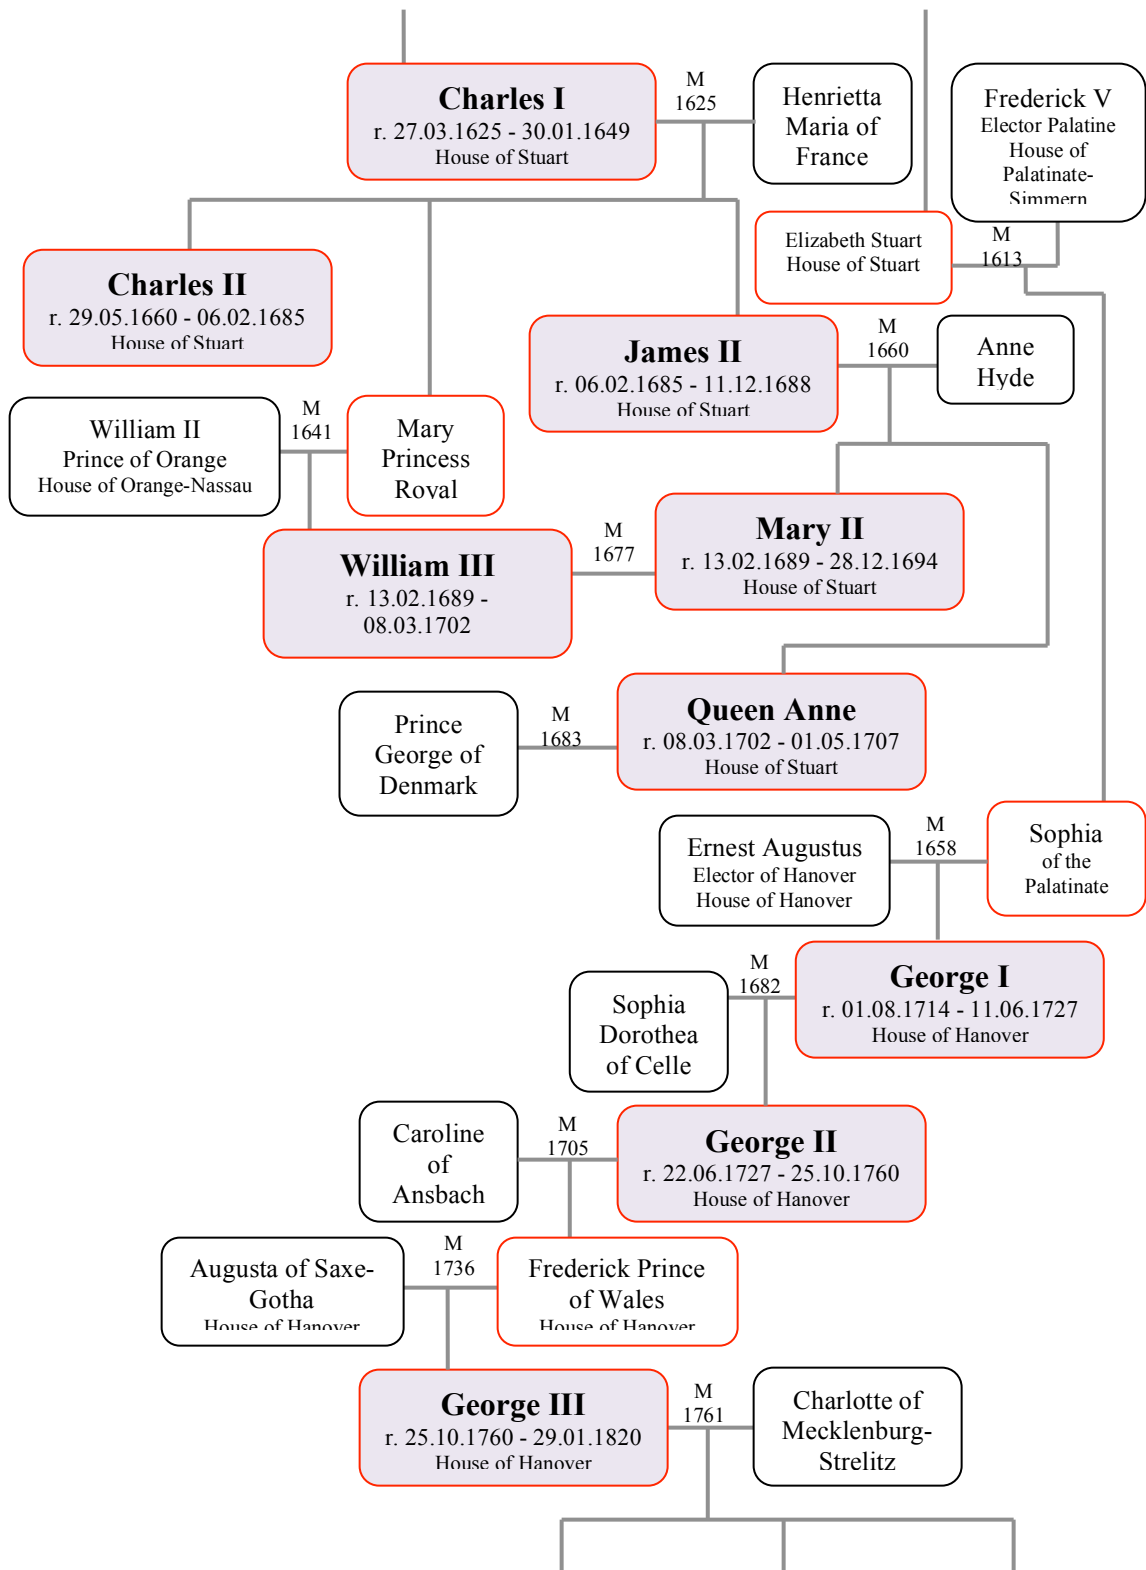 Charles I
r. 27.03.1625 - 30.01.1649
House of Stuart
M
1625
Henrietta
Maria of
France
Frederick V
Elector Palatine
House of
Palatinate-
Simmern
Elizabeth Stuart
House of Stuart
M
1613
Charles II
r. 29.05.1660 - 06.02.1685
House of Stuart
James II
r. 06.02.1685 - 11.12.1688
House of Stuart
M
1660
Anne
Hyde
William II
Prince of Orange
House of Orange-Nassau
M
1641
Mary
Princess
Royal
William III
r. 13.02.1689 -
08.03.1702
M
1677
Mary II
r. 13.02.1689 - 28.12.1694
House of Stuart
Prince
George of
Denmark
M
1683
Queen Anne
r. 08.03.1702 - 01.05.1707
House of Stuart
Ernest Augustus
Elector of Hanover
House of Hanover
M
1658
Sophia
of the
Palatinate
Sophia
Dorothea
of Celle
M
1682
George I
r. 01.08.1714 - 11.06.1727
House of Hanover
Caroline
of
Ansbach
M
1705
George II
r. 22.06.1727 - 25.10.1760
House of Hanover
Augusta of Saxe-
Gotha
House of Hanover
M
1736
Frederick Prince
of Wales
House of Hanover
George III
r. 25.10.1760 - 29.01.1820
House of Hanover
M
1761
Charlotte of
Mecklenburg-
Strelitz